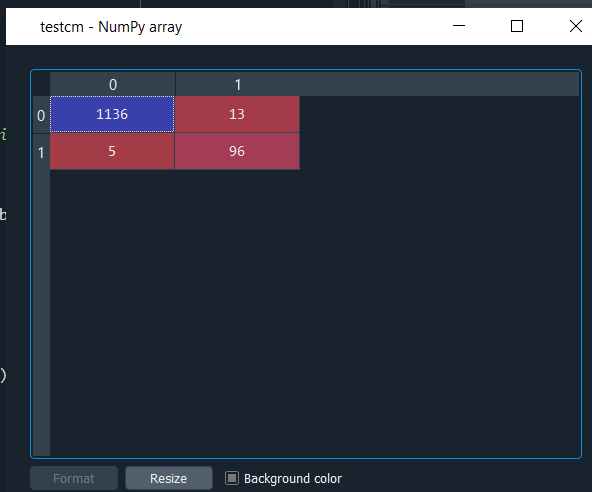 testcm - NumPy array
0 1
0 1136 13
i
1 5 96
b
)
Format Resize Background color